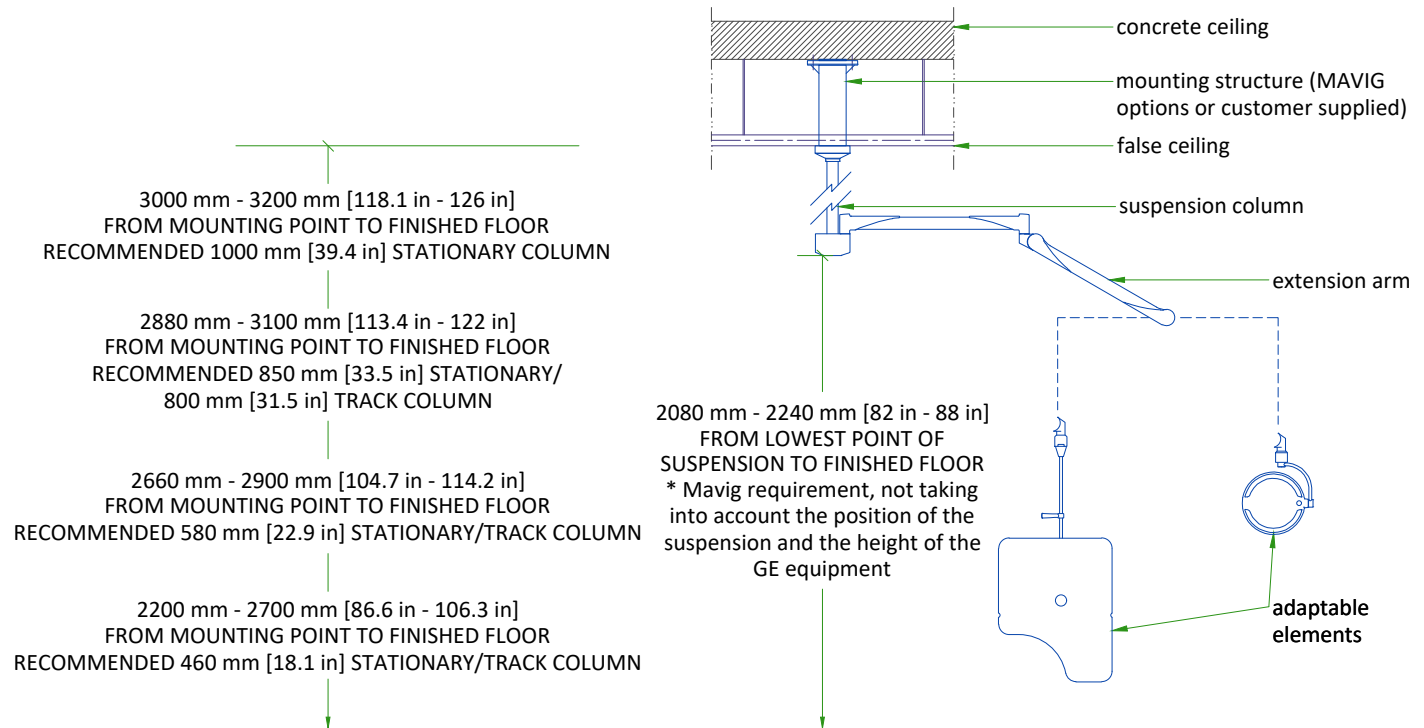 concrete ceiling
mounting structure (MAVIG
options or customer supplied)
false ceiling
suspension column
extension arm
adaptable
elements
3000 mm - 3200 mm [118.1 in - 126 in]
FROM MOUNTING POINT TO FINISHED FLOOR
RECOMMENDED 1000 mm [39.4 in] STATIONARY COLUMN
2880 mm - 3100 mm [113.4 in - 122 in]
FROM MOUNTING POINT TO FINISHED FLOOR
RECOMMENDED 850 mm [33.5 in] STATIONARY/
800 mm [31.5 in] TRACK COLUMN
2660 mm - 2900 mm [104.7 in - 114.2 in]
FROM MOUNTING POINT TO FINISHED FLOOR
RECOMMENDED 580 mm [22.9 in] STATIONARY/TRACK COLUMN
2200 mm - 2700 mm [86.6 in - 106.3 in]
FROM MOUNTING POINT TO FINISHED FLOOR
RECOMMENDED 460 mm [18.1 in] STATIONARY/TRACK COLUMN
2080 mm - 2240 mm [82 in - 88 in]
FROM LOWEST POINT OF
SUSPENSION TO FINISHED FLOOR
* Mavig requirement, not taking
into account the position of the
suspension and the height of the
GE equipment